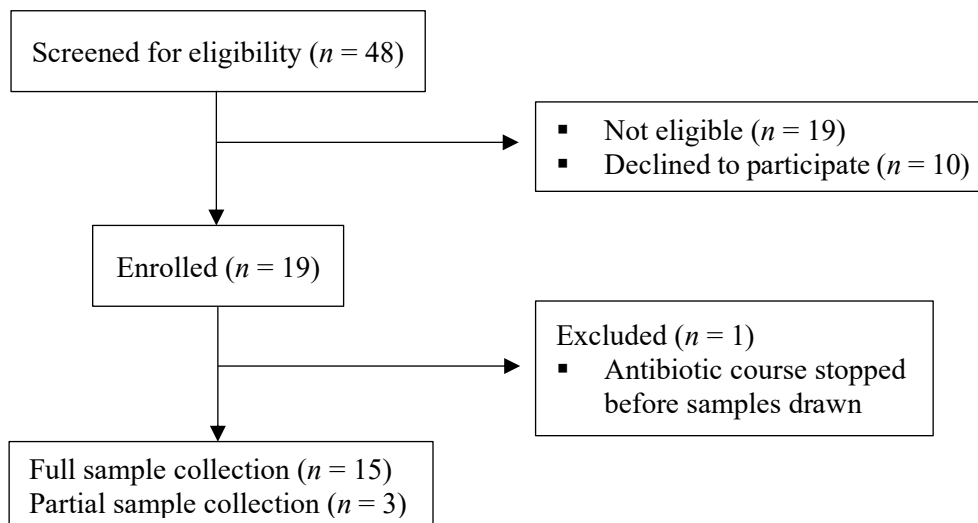 Screened for eligibility (n = 48)
▪ Not eligible (n = 19)
▪ Declined to participate (n = 10)
Enrolled (n = 19)
Excluded (n = 1)
▪ Antibiotic course stopped
before samples drawn
Full sample collection (n = 15)
Partial sample collection (n = 3)